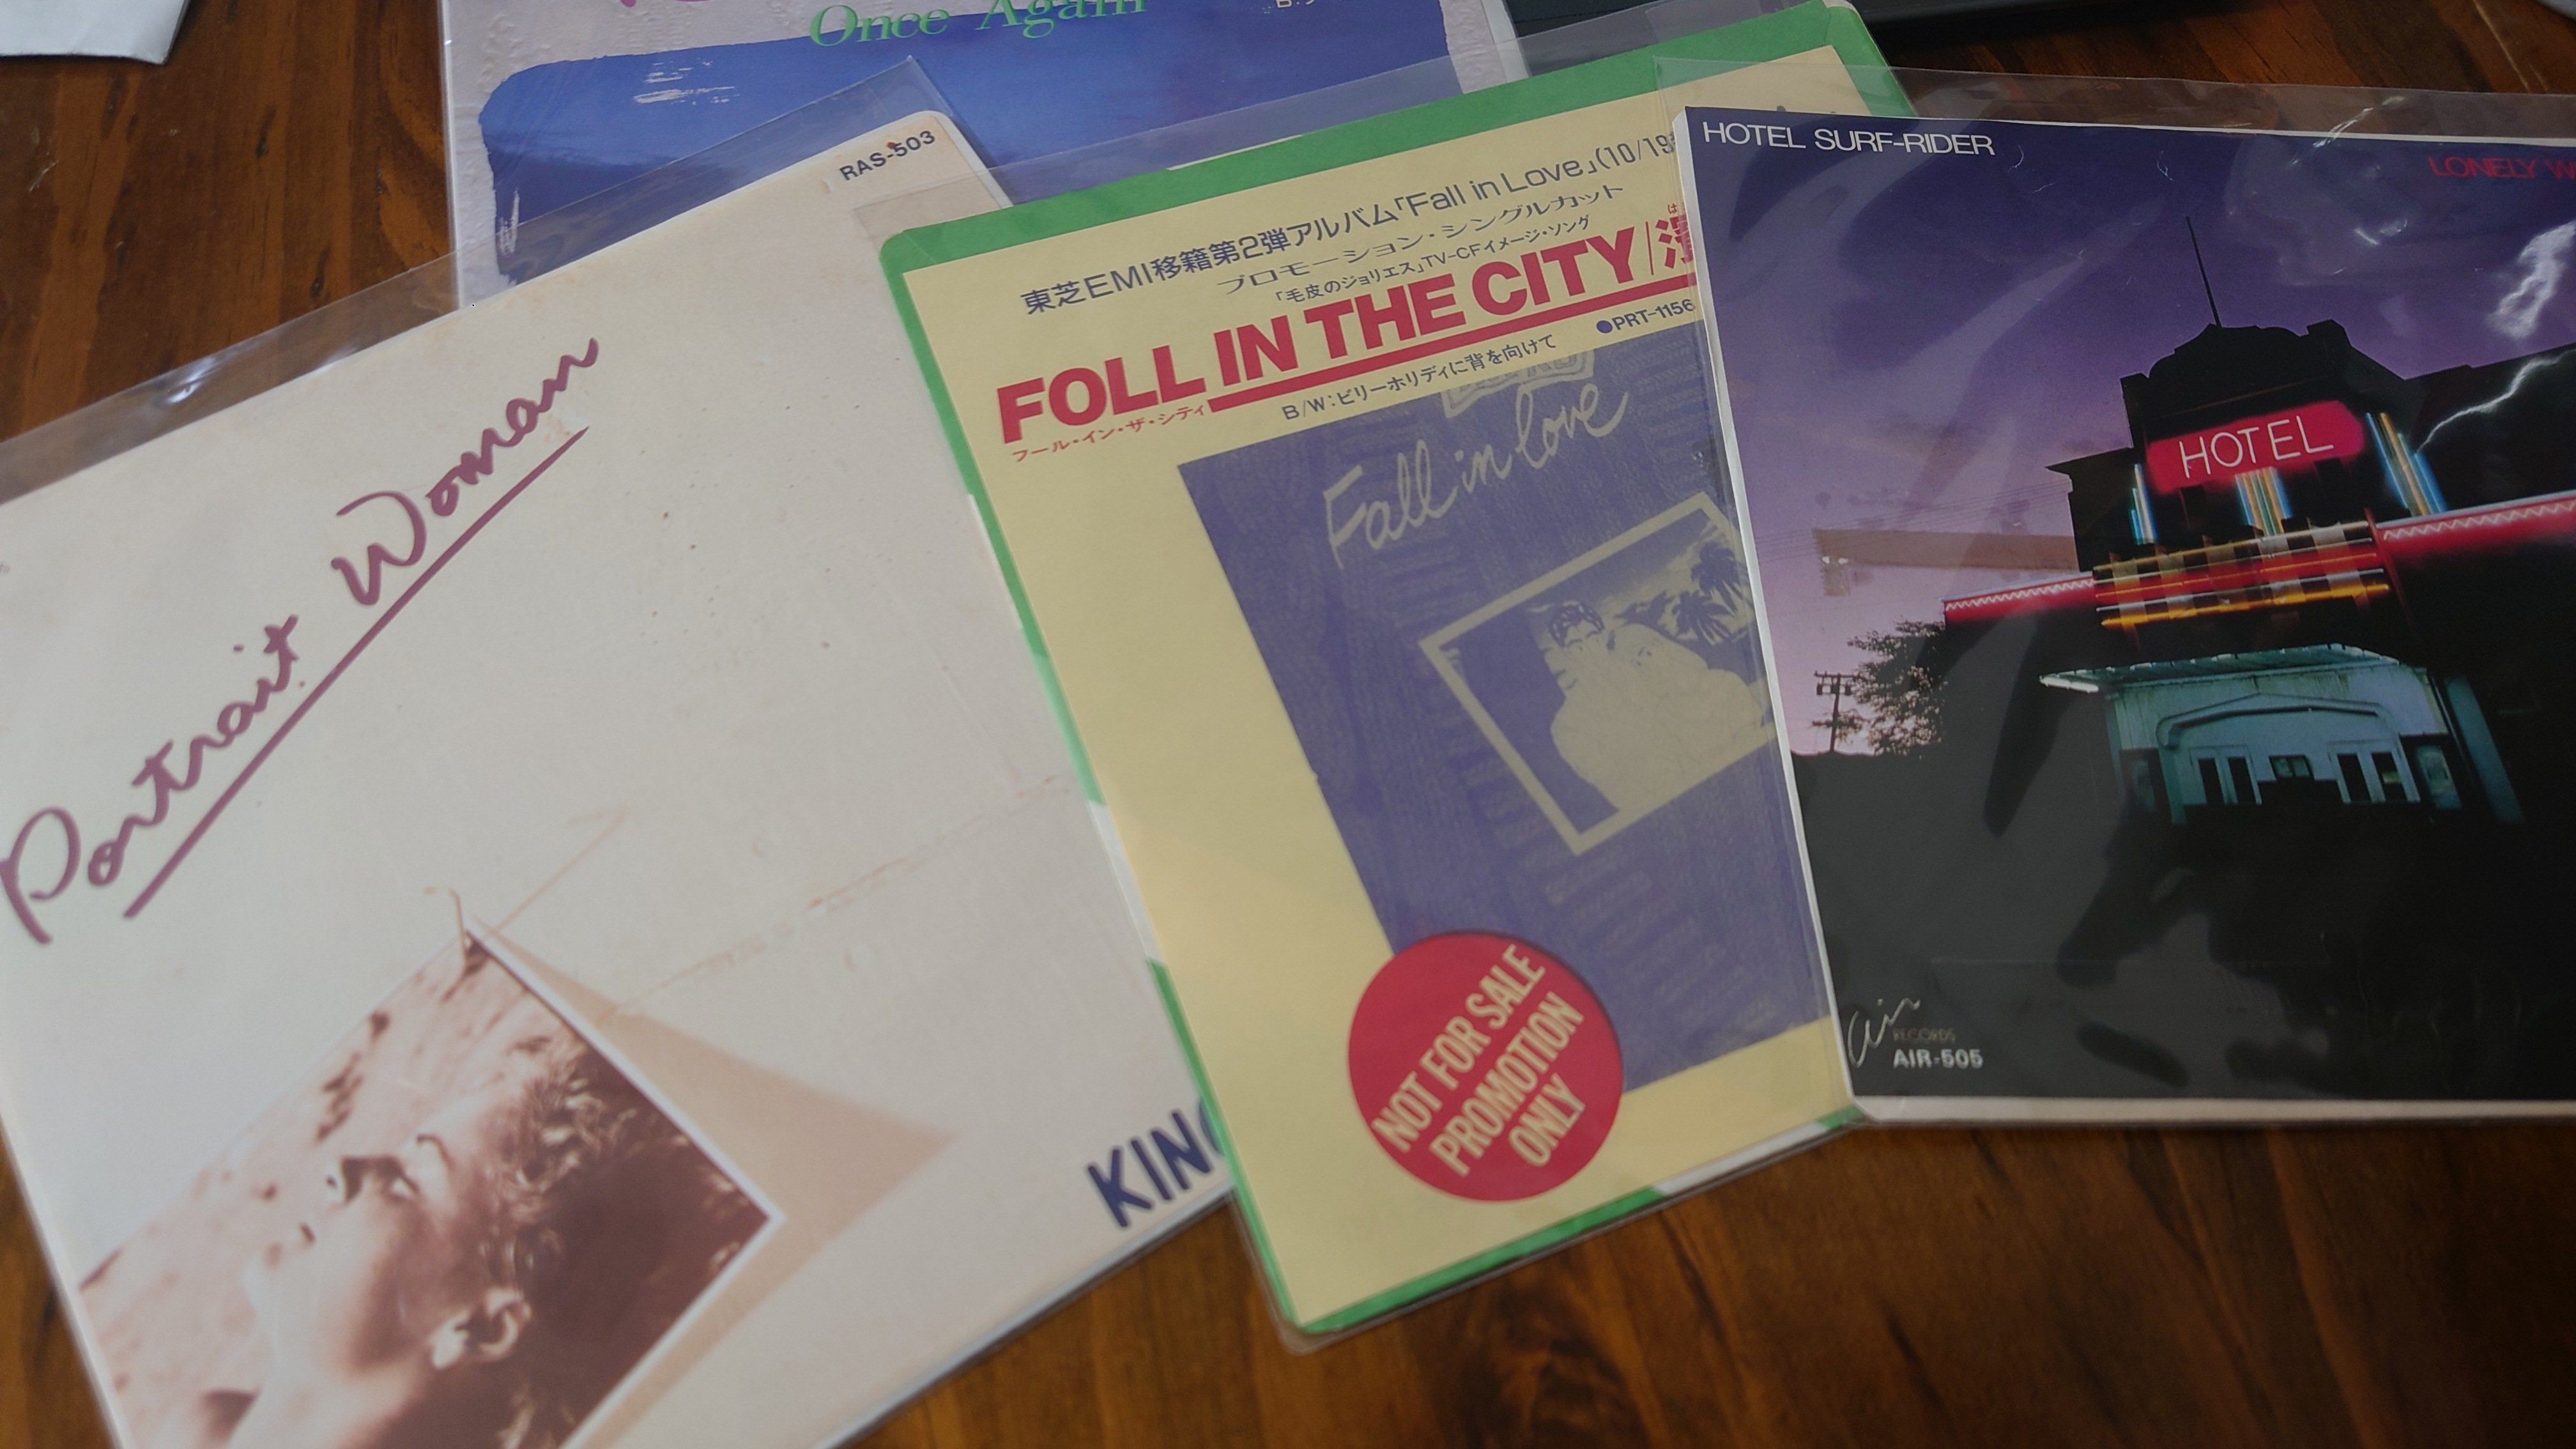 Once Again
RAS-503
Portrait Woman
KING
東芝EMI移籍第2弾アルバム「Fall in Love」(10/19
プロモーション・シングルカット
「毛皮のジョリエス」TV-CFイメージ・ソング
FOLL IN THE CITY/
フール・イン・ザ・シティ
B/W:ビリーホリディに背を向けて
●PRT-1156
Fall in love
NOT FOR SALE
PROMOTION
ONLY
HOTEL SURF-RIDER
LONELY
HOTEL
Air
RECORDS
AIR-505